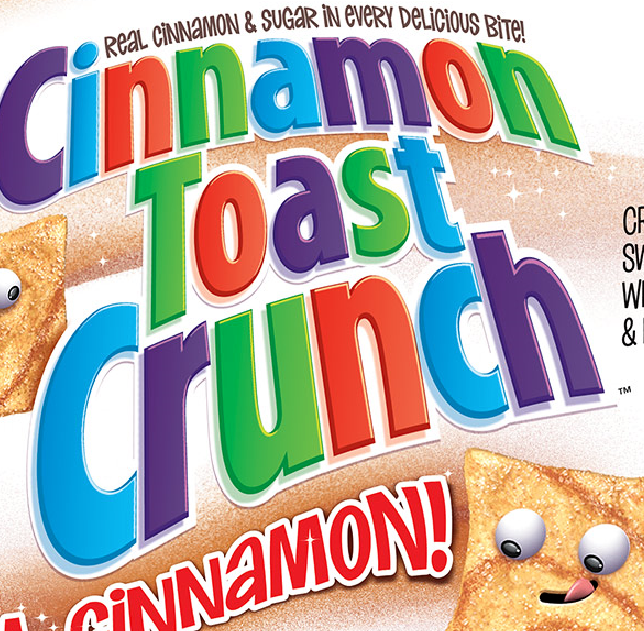 REAL CINNAMON & SUGAR IN EVERY DELICIOUS BITE!
Cinnamon
Toast
Crunch
TM
CINNAMON!
&